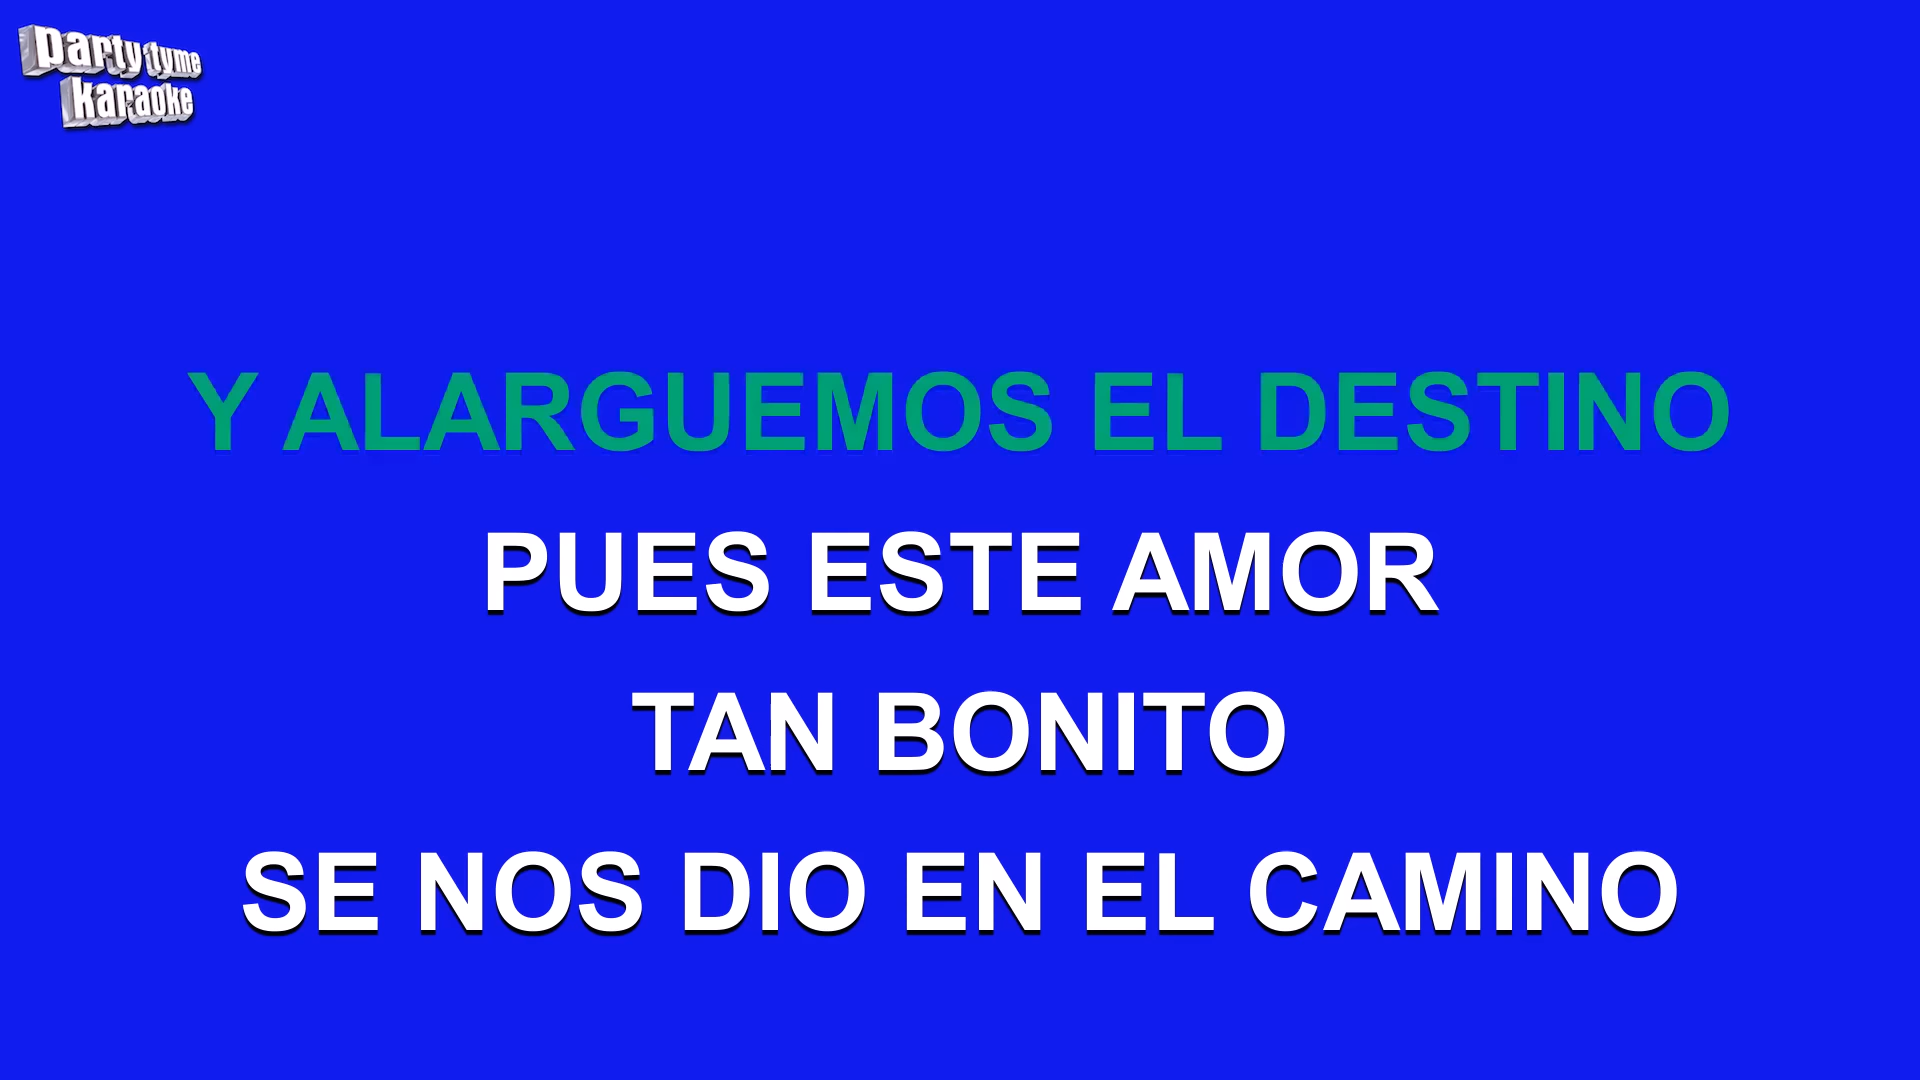 party tyme
karaoke
Y ALARGUEMOS EL DESTINO
PUES ESTE AMOR
TAN BONITO
SE NOS DIO EN EL CAMINO